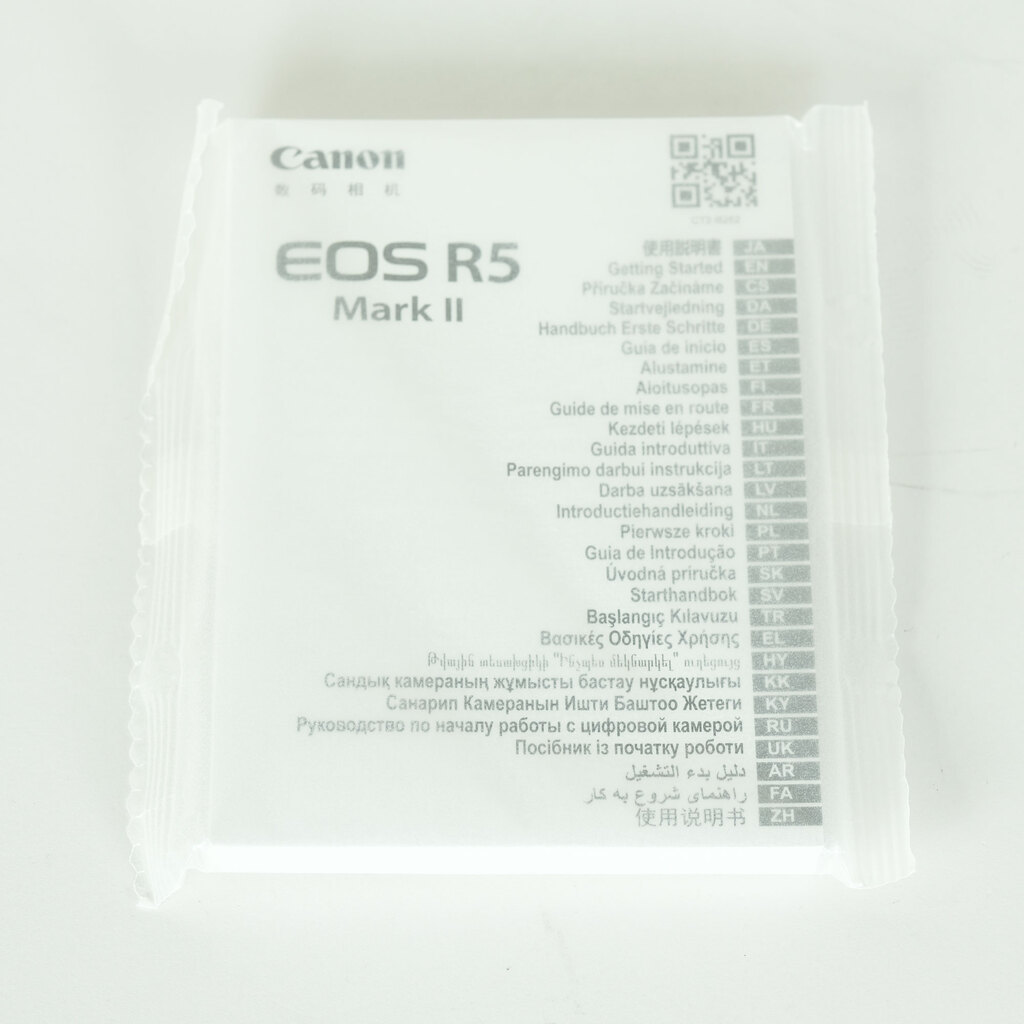 Canon
数码相机
EOS R5
Mark II
使用説明書 JA
Getting Started EN
Příručka Začínáme CS
Startvejledning DA
Handbuch Erste Schritte DE
Guía de inicio ES
Alustamine ET
Aloitusopas FI
Guide de mise en route FR
Kezdeti lépések HU
Guida introduttiva IT
Parengimo darbui instrukcija LT
Darba uzsākšana LV
Introductiehandleiding NL
Pierwsze kroki PL
Guia de Introdução PT
Úvodná príručka SK
Starthandbok SV
Başlangıç Kılavuzu TR
Βασικές Οδηγίες Χρήσης EL
Թվային տեսախցիկի "Ինչպես մեկնարկել" ուղեցույց HY
Сандық камераның жұмысты бастау нұсқаулығы KK
Санарип Камеранын Ишти Баштоо Жетеги KY
Руководство по началу работы с цифровой камерой RU
Посібник із початку роботи UK
دليل بدء التشغيل AR
راهنمای شروع به کار FA
使用说明书 ZH